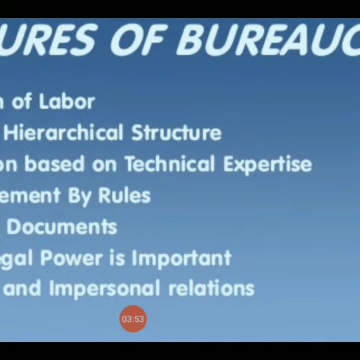 URES OF BUREAUC
n of Labor
Hierarchical Structure
on based on Technical Expertise
ement By Rules
Documents
egal Power is Important
and Impersonal relations
03:53